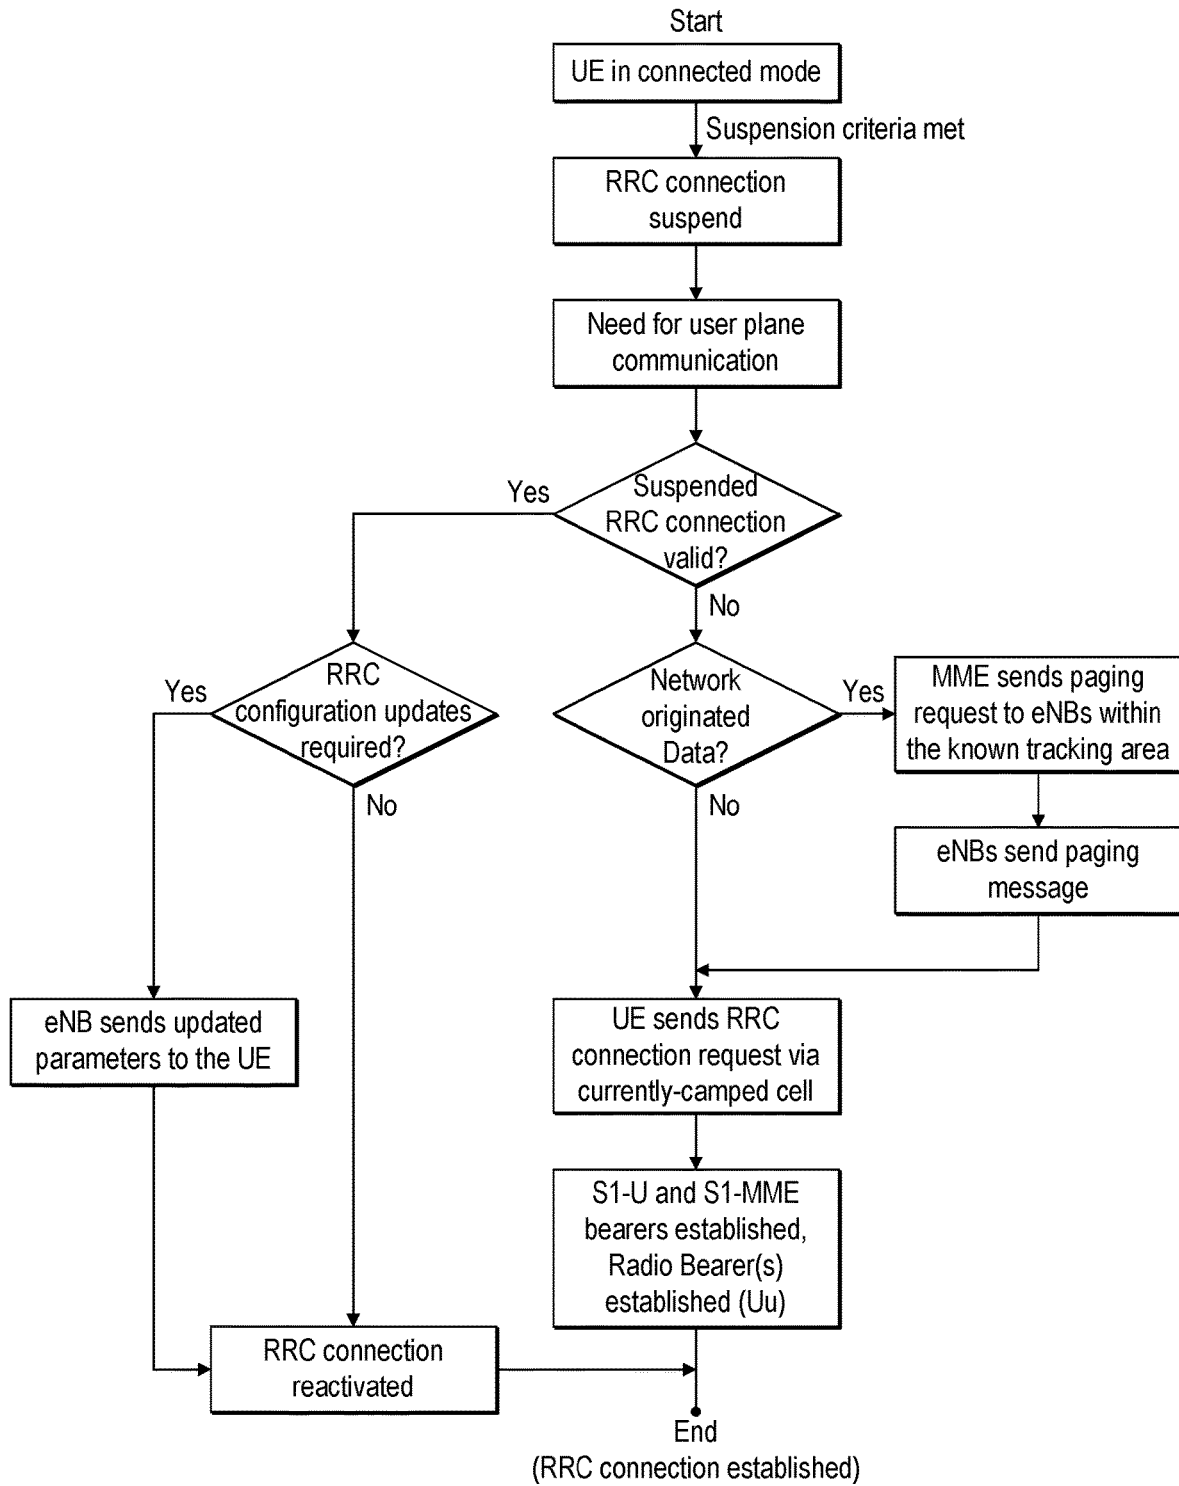 Start
UE in connected mode
Suspension criteria met
RRC connection
suspend
Need for user plane
communication
Suspended
RRC connection
valid?
Yes
No
RRC
configuration updates
required?
Yes
No
Network
originated
Data?
Yes
No
MME sends paging
request to eNBs within
the known tracking area
eNBs send paging
message
eNB sends updated
parameters to the UE
UE sends RRC
connection request via
currently-camped cell
S1-U and S1-MME
bearers established,
Radio Bearer(s)
established (Uu)
RRC connection
reactivated
End
(RRC connection established)